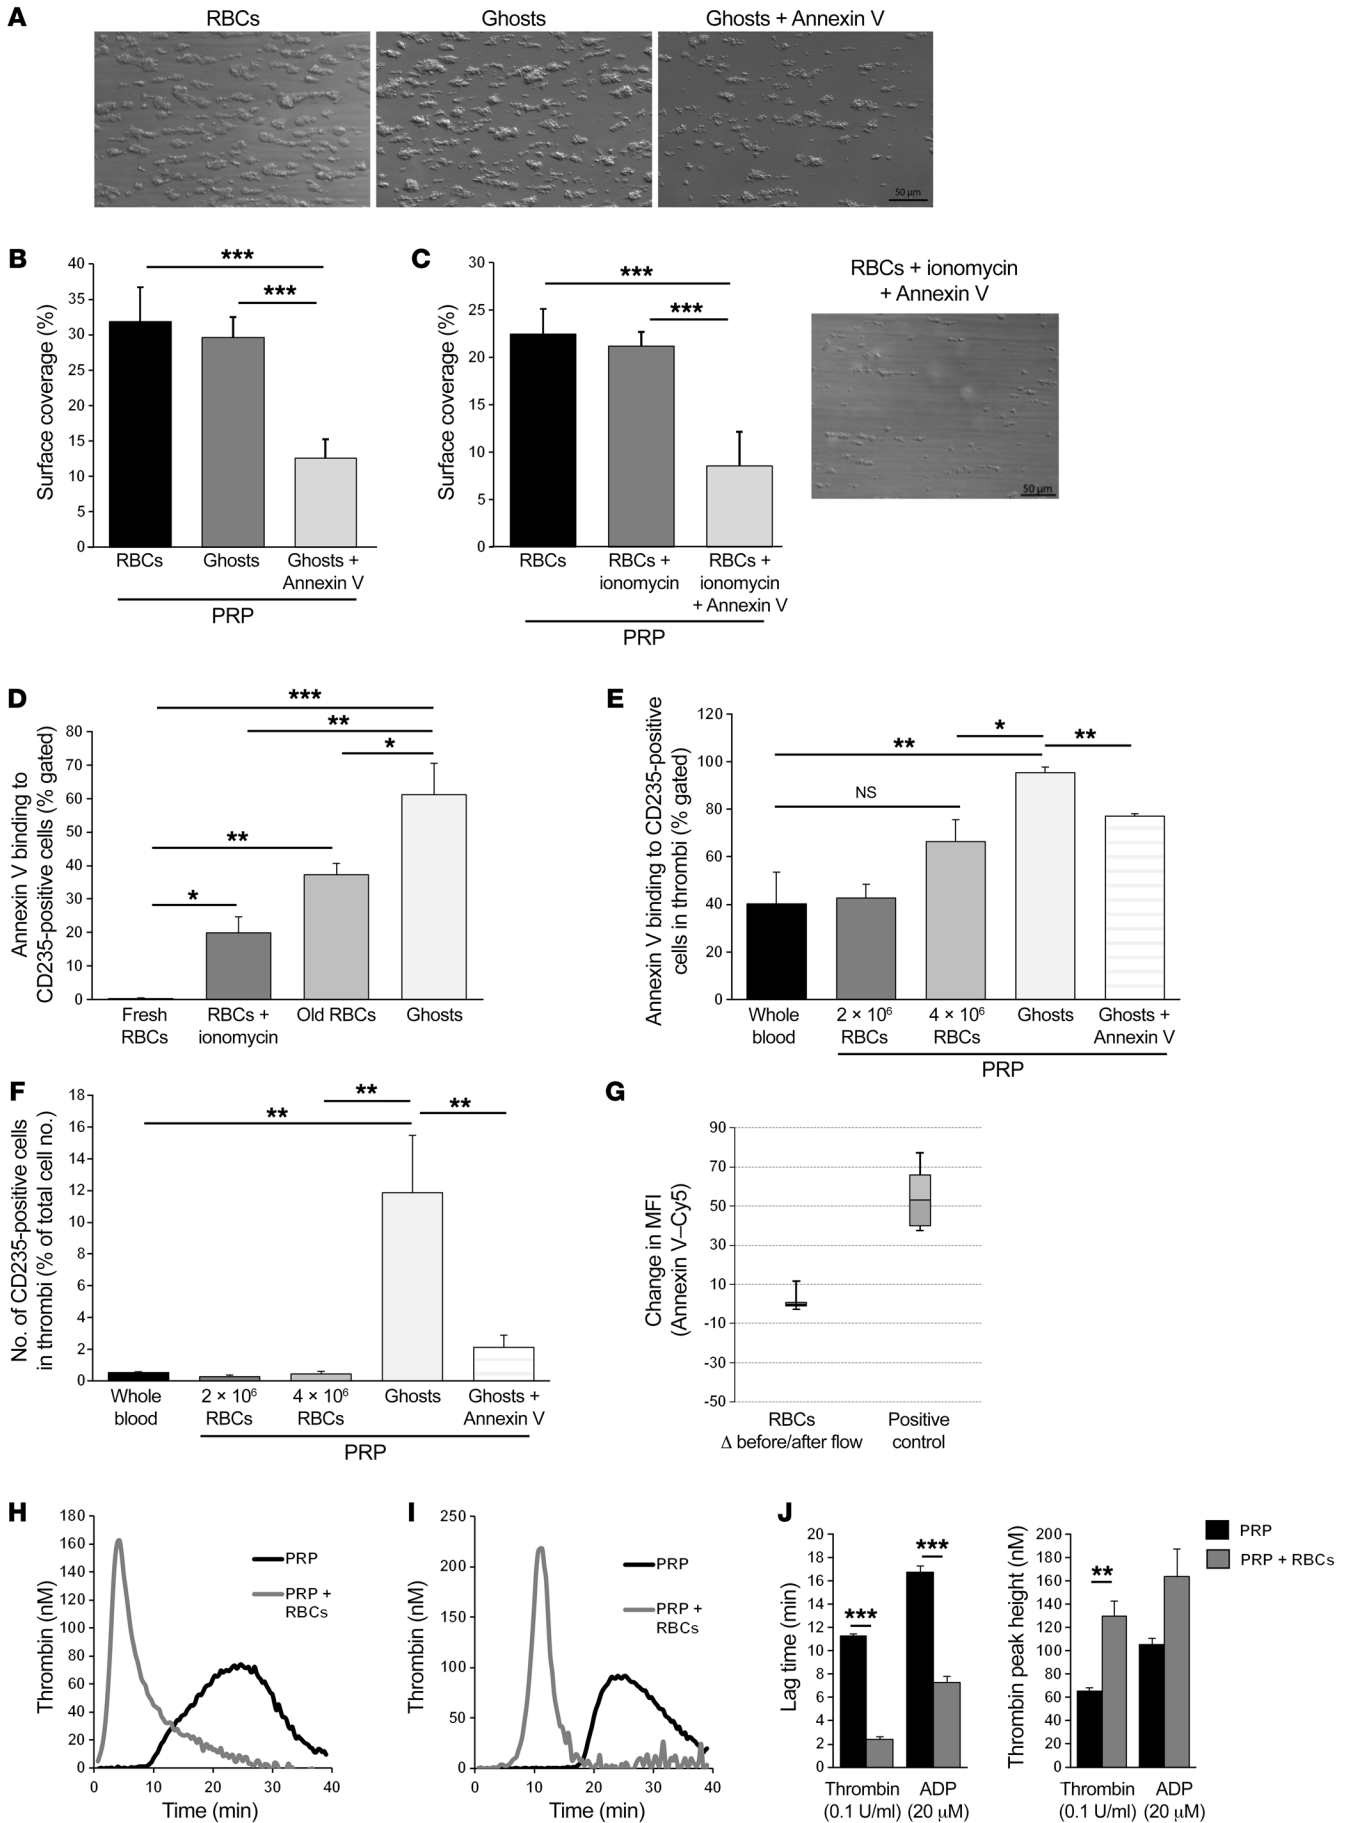 A
RBCs
Ghosts
Ghosts + Annexin V
50 µm
B
Surface coverage (%)
40
35
30
25
20
15
10
5
0
***
***
RBCs
Ghosts
Ghosts +
Annexin V
PRP
C
Surface coverage (%)
30
25
20
15
10
5
0
***
***
RBCs
RBCs +
ionomycin
RBCs +
ionomycin
+ Annexin V
PRP
RBCs + ionomycin
+ Annexin V
50 µm
D
Annexin V binding to
CD235-positive cells (% gated)
80
70
60
50
40
30
20
10
0
***
**
*
**
*
Fresh
RBCs
RBCs +
ionomycin
Old RBCs
Ghosts
E
Annexin V binding to CD235-positive
cells in thrombi (% gated)
120
100
80
60
40
20
0
*
**
**
NS
Whole
blood
2 × 10⁶
RBCs
4 × 10⁶
RBCs
Ghosts
Ghosts +
Annexin V
PRP
F
No. of CD235-positive cells
in thrombi (% of total cell no.)
18
16
14
12
10
8
6
4
2
0
**
**
**
Whole
blood
2 × 10⁶
RBCs
4 × 10⁶
RBCs
Ghosts
Ghosts +
Annexin V
PRP
G
Change in MFI
(Annexin V–Cy5)
90
70
50
30
10
-10
-30
-50
RBCs
Δ before/after flow
Positive
control
H
Thrombin (nM)
180
160
140
120
100
80
60
40
20
0
PRP
PRP +
RBCs
0
10
20
30
40
Time (min)
I
Thrombin (nM)
250
200
150
100
50
0
PRP
PRP +
RBCs
0
10
20
30
40
Time (min)
J
Lag time (min)
20
18
16
14
12
10
8
6
4
2
0
***
***
Thrombin
(0.1 U/ml)
ADP
(20 µM)
Thrombin peak height (nM)
200
180
160
140
120
100
80
60
40
20
0
**
Thrombin
(0.1 U/ml)
ADP
(20 µM)
PRP
PRP + RBCs